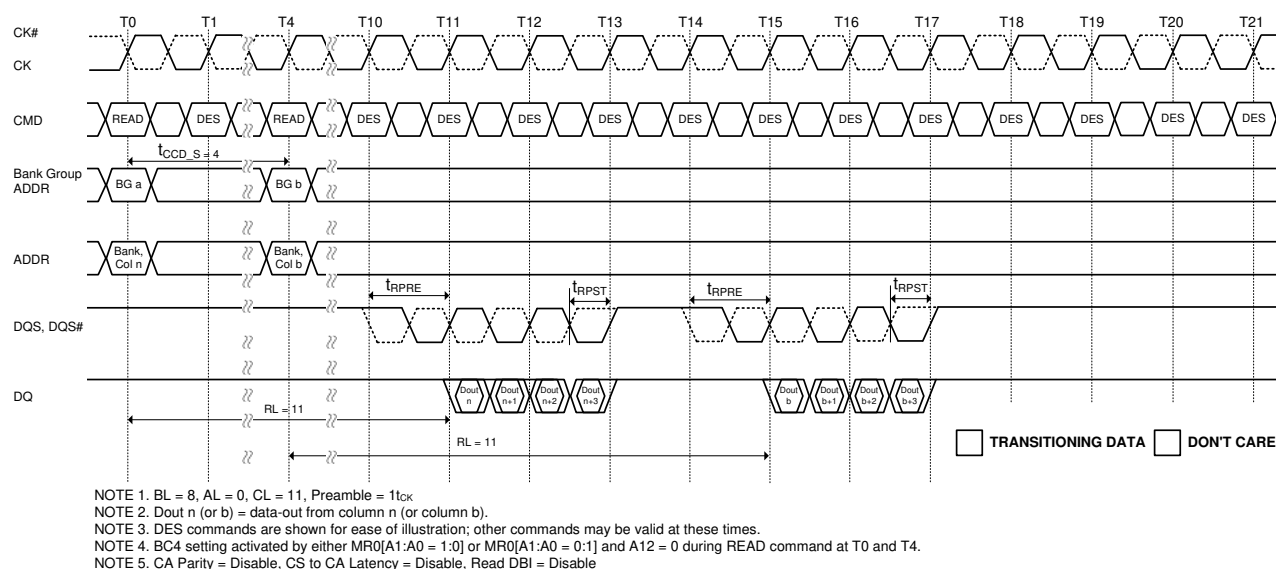 T0 T1 T4 T10 T11 T12 T13 T14 T15 T16 T17 T18 T19 T20 T21
CK#
CK
CMD READ DES READ DES DES DES DES DES DES DES DES DES DES DES DES
tCCD_S = 4
Bank Group
ADDR
BG a BG b
ADDR
Bank,
Col n
Bank,
Col b
tRPRE tRPST tRPRE tRPST
DQS, DQS#
DQ
Dout
n
Dout
n+1
Dout
n+2
Dout
n+3
Dout
b
Dout
b+1
Dout
b+2
Dout
b+3
RL = 11
RL = 11
TRANSITIONING DATA DON'T CARE
NOTE 1. BL = 8, AL = 0, CL = 11, Preamble = 1tCK
NOTE 2. Dout n (or b) = data-out from column n (or column b).
NOTE 3. DES commands are shown for ease of illustration; other commands may be valid at these times.
NOTE 4. BC4 setting activated by either MR0[A1:A0 = 1:0] or MR0[A1:A0 = 0:1] and A12 = 0 during READ command at T0 and T4.
NOTE 5. CA Parity = Disable, CS to CA Latency = Disable, Read DBI = Disable